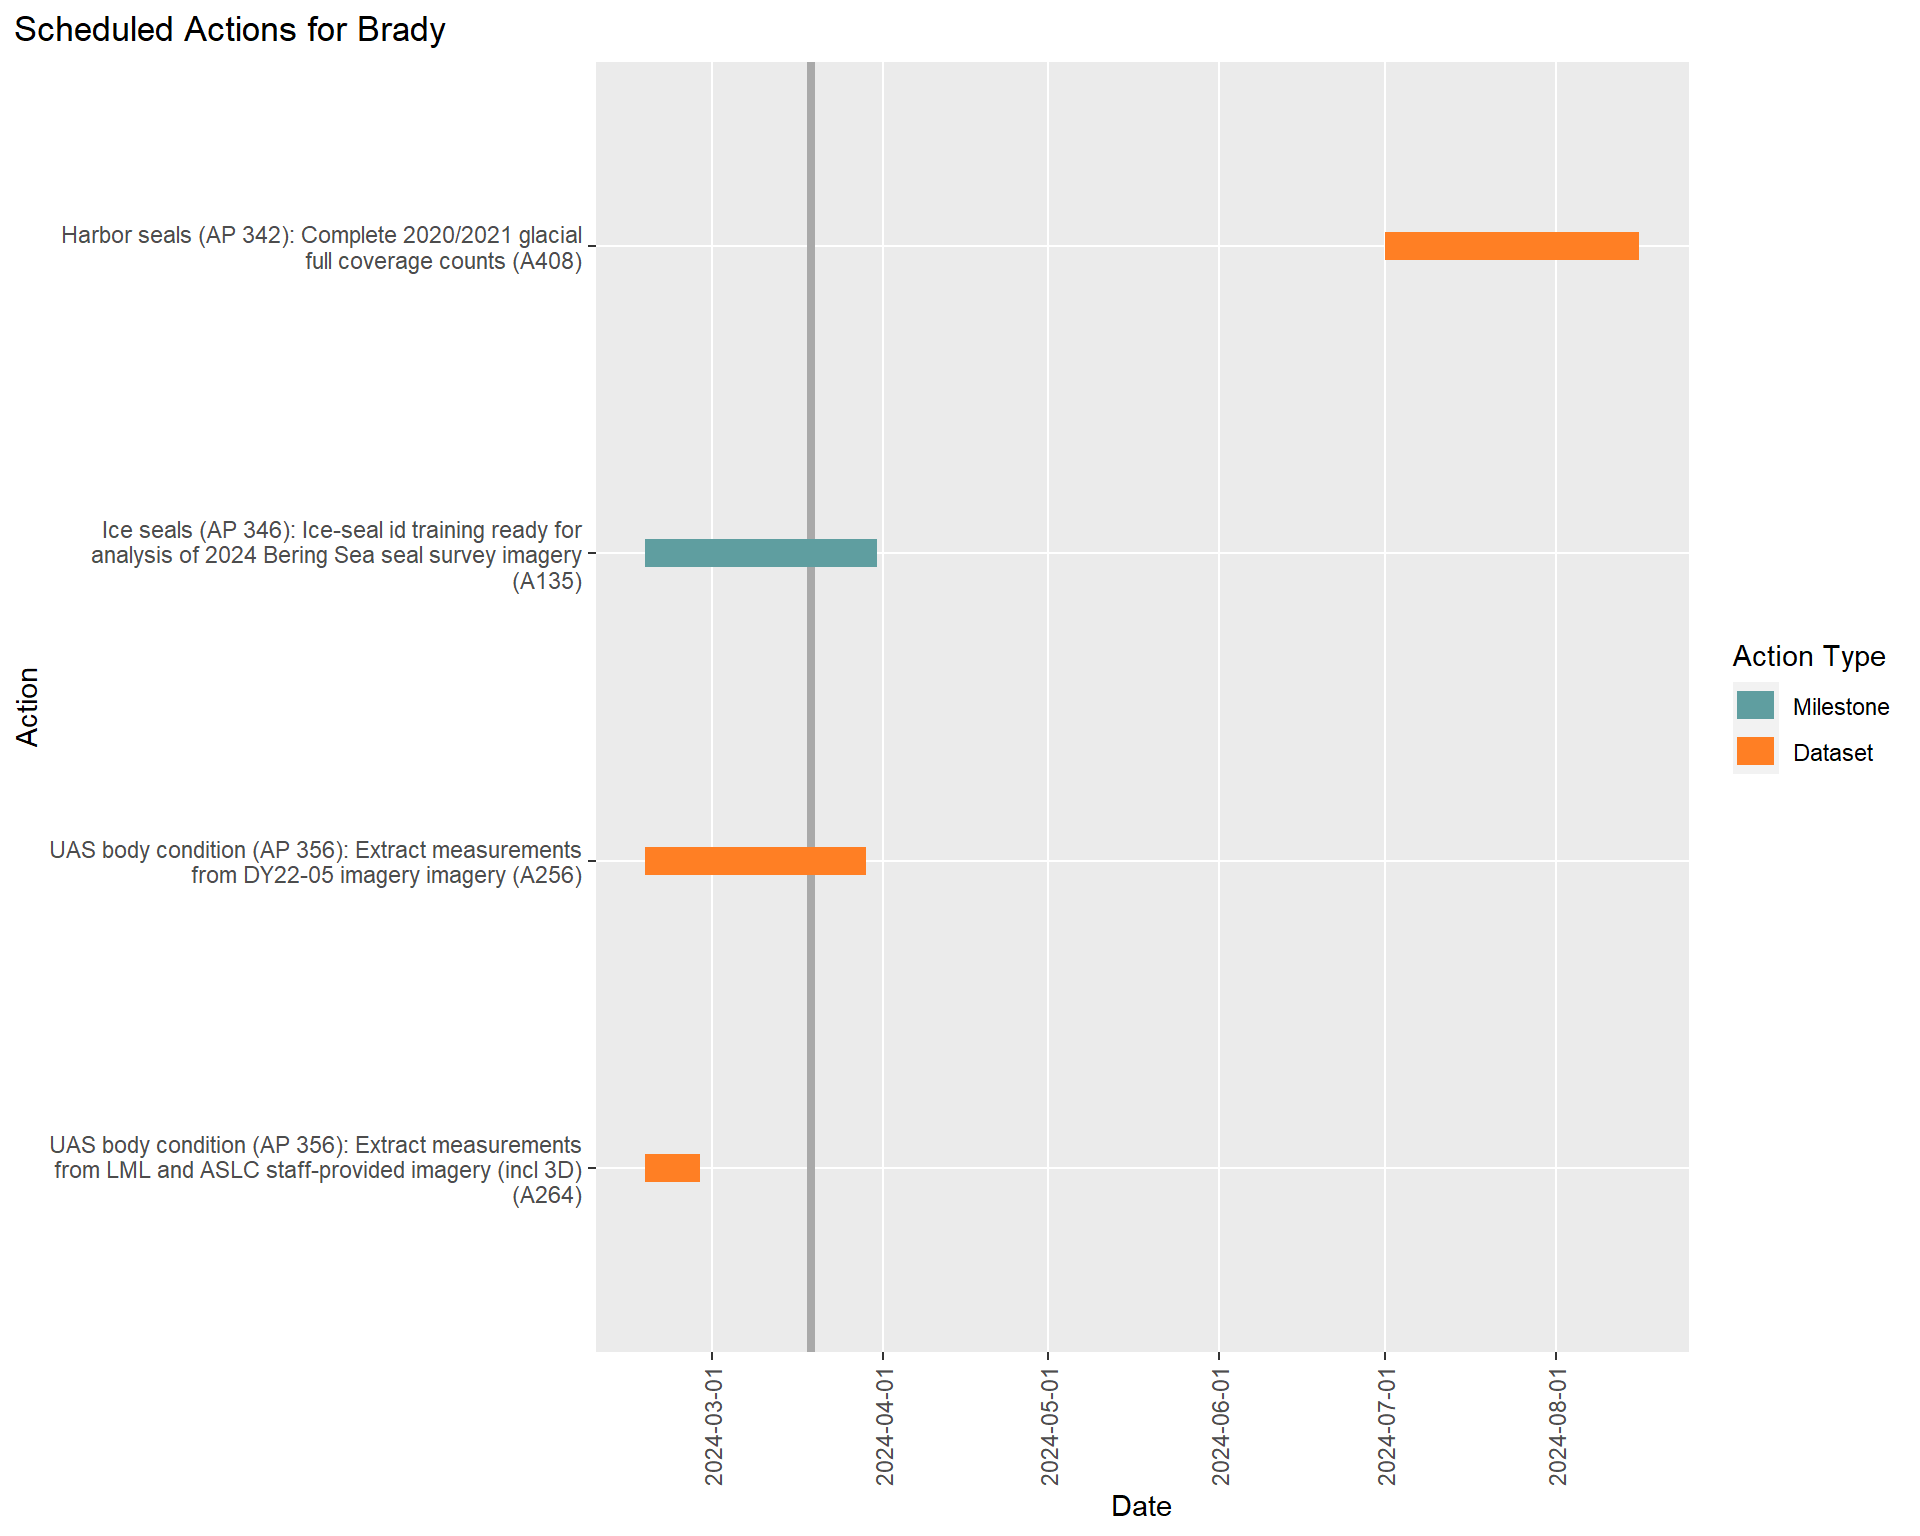 Scheduled Actions for Brady
Harbor seals (AP 342): Complete 2020/2021 glacial
full coverage counts (A408)
Ice seals (AP 346): Ice-seal id training ready for
analysis of 2024 Bering Sea seal survey imagery
(A135)
UAS body condition (AP 356): Extract measurements
from DY22-05 imagery imagery (A256)
UAS body condition (AP 356): Extract measurements
from LML and ASLC staff-provided imagery (incl 3D)
(A264)
Action
2024-03-01
2024-04-01
2024-05-01
2024-06-01
2024-07-01
2024-08-01
Date
Action Type
Milestone
Dataset